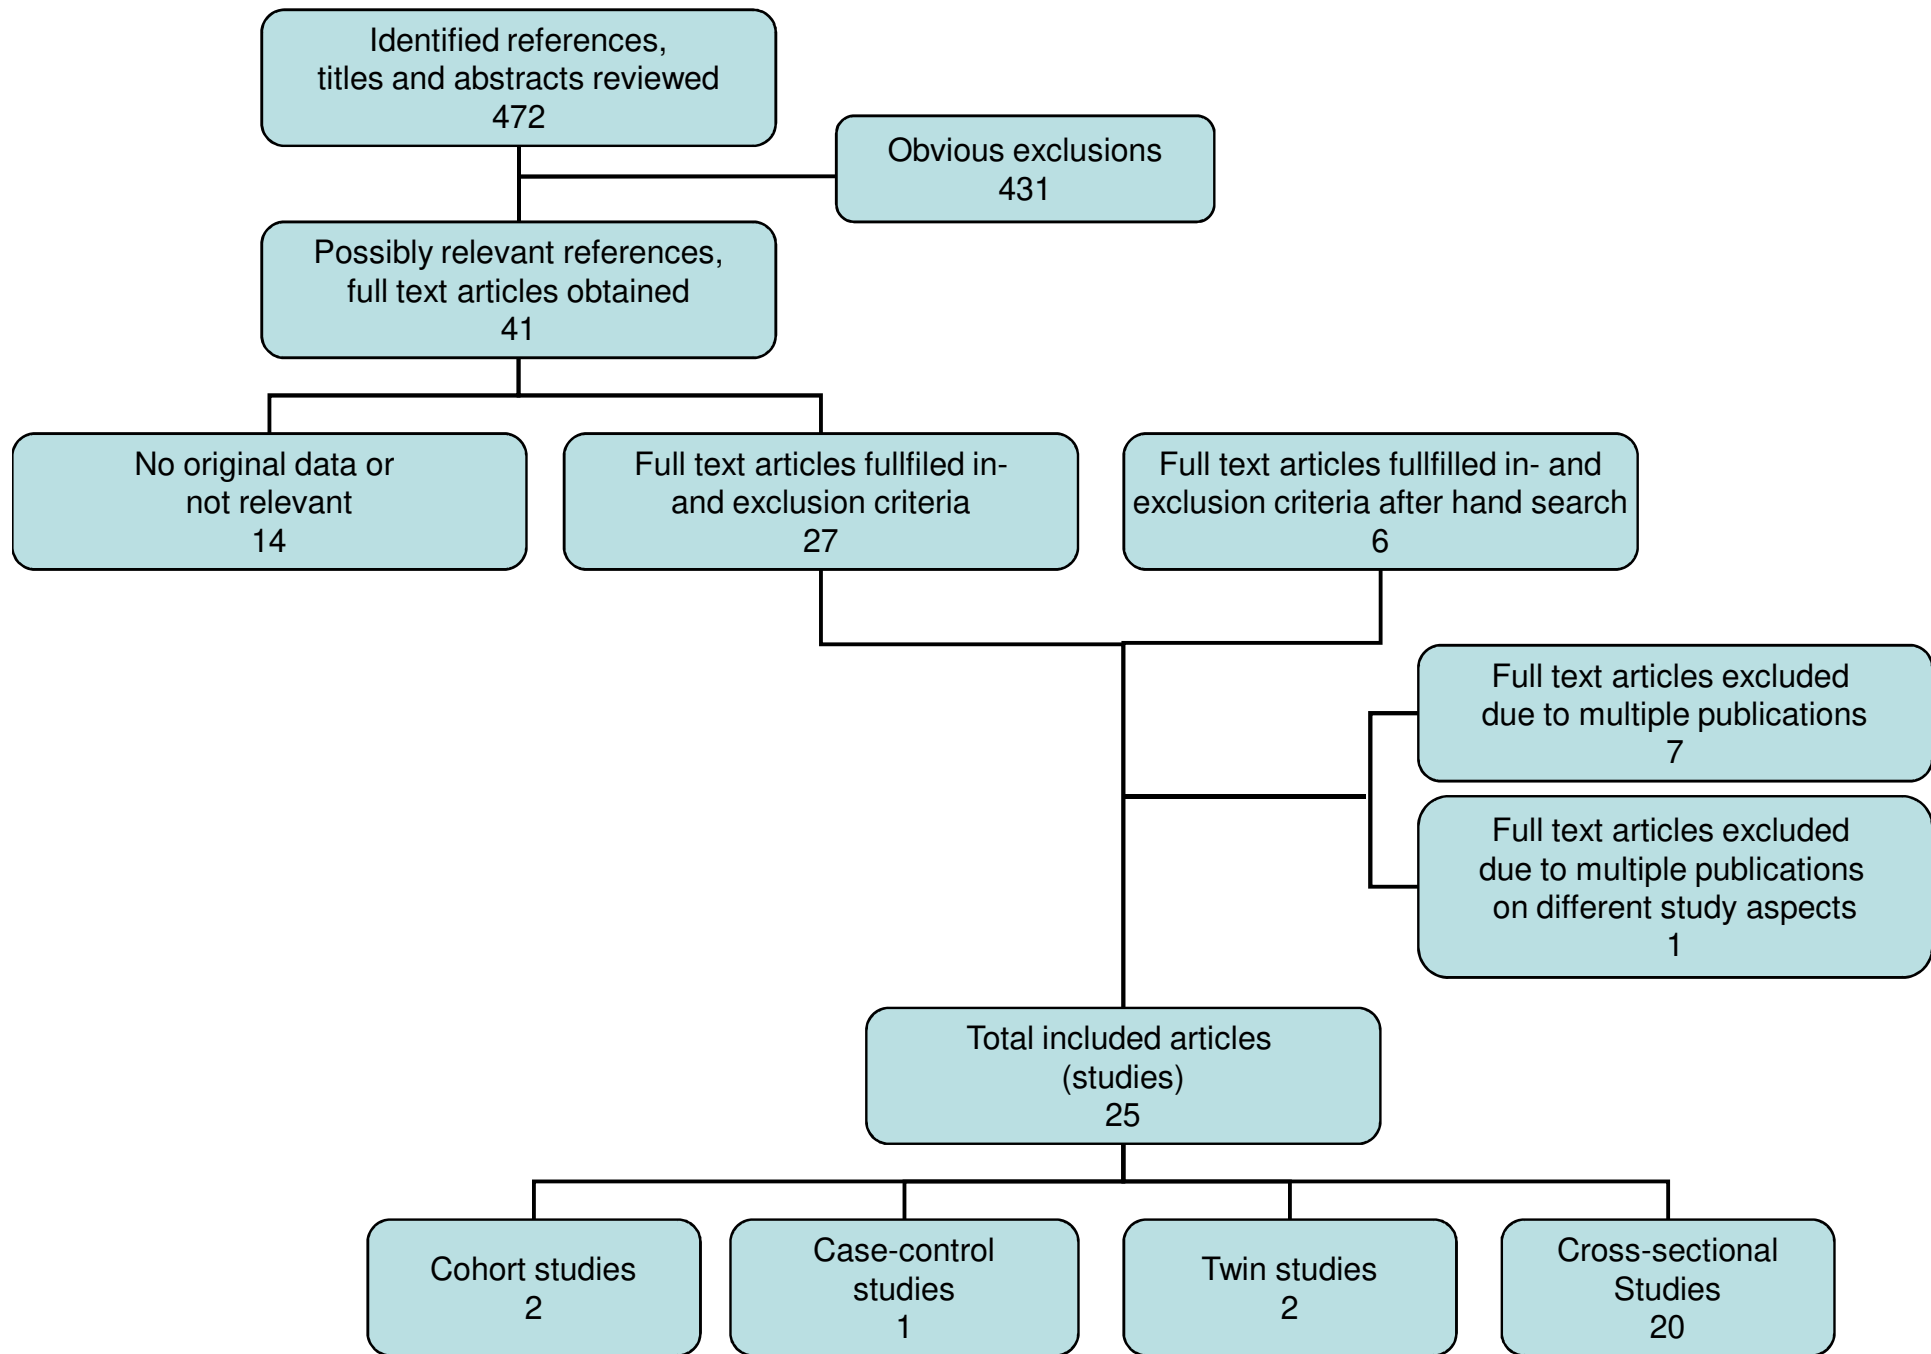 Identified references,
titles and abstracts reviewed
472
Obvious exclusions
431
Possibly relevant references,
full text articles obtained
41
No original data or
not relevant
14
Full text articles fullfiled in-
and exclusion criteria
27
Full text articles fullfilled in- and
exclusion criteria after hand search
6
Full text articles excluded
due to multiple publications
7
Full text articles excluded
due to multiple publications
on different study aspects
1
Total included articles
(studies)
25
Cohort studies
2
Case-control
studies
1
Twin studies
2
Cross-sectional
Studies
20